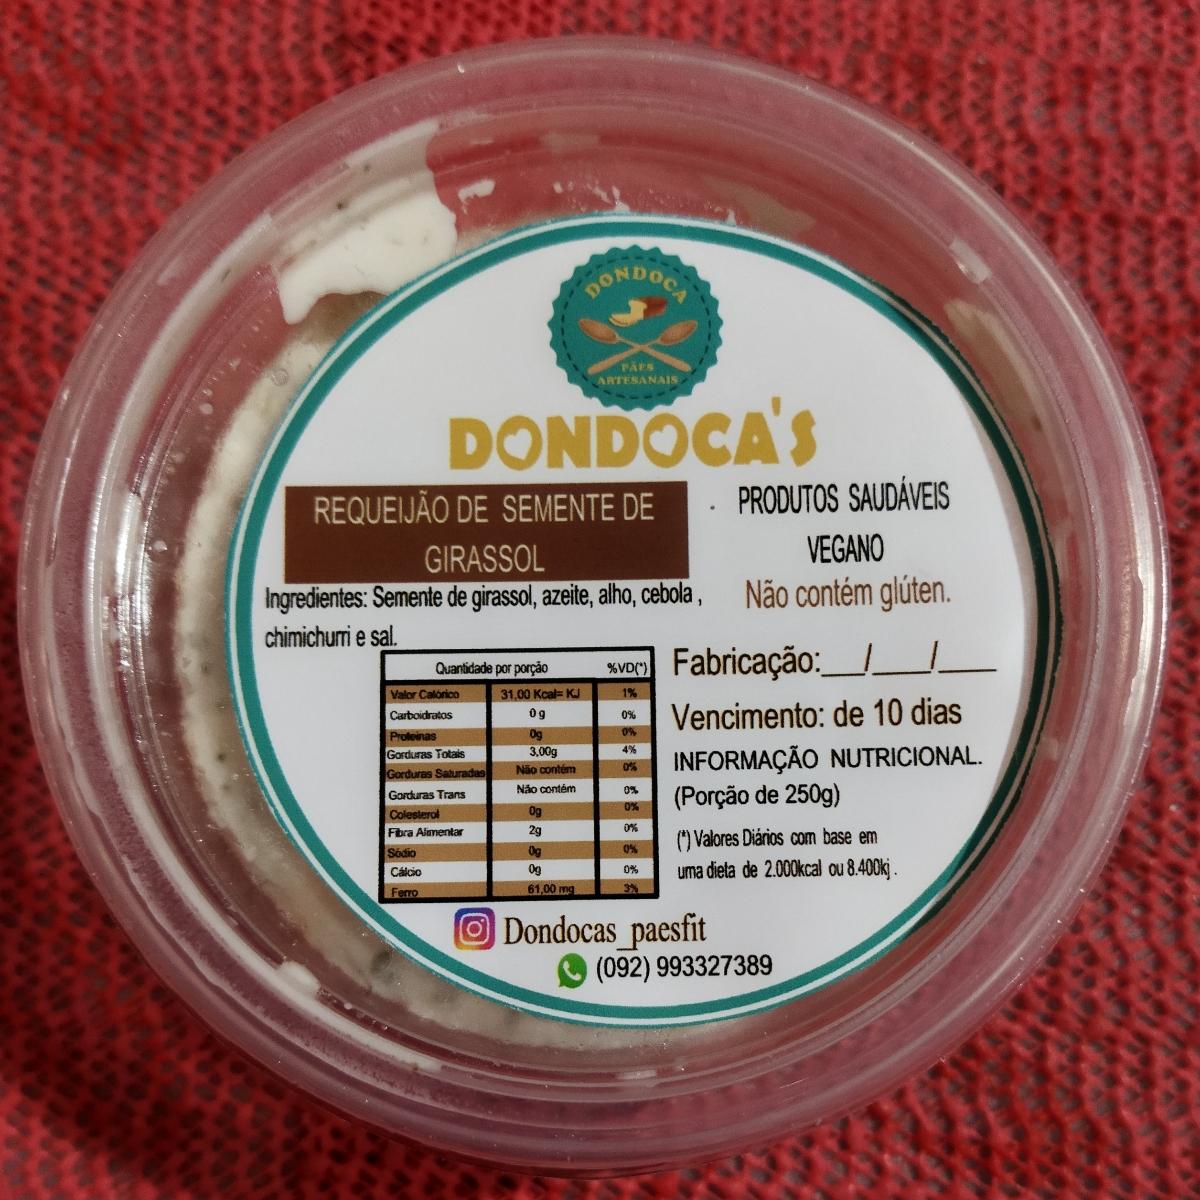 DONDOCA
PÃES
ARTESANAIS
DONDOCA'S
REQUEIJÃO DE SEMENTE DE
GIRASSOL
Ingredientes: Semente de girassol, azeite, alho, cebola ,
chimichurri e sal.
. PRODUTOS SAUDÁVEIS
VEGANO
Não contém glúten.
Quantidade por porção %VD(*)
Valor Calórico 31,00 Kcal= KJ 1%
Carboidratos 0 g 0%
Proteinas 0g 0%
Gorduras Totais 3,00g 4%
Gorduras Saturadas Não contém 0%
Gorduras Trans Não contém 0%
Colesterol 0g 0%
Fibra Alimentar 2g 0%
Sódio 0g 0%
Cálcio 0g 0%
Ferro 61,00 mg 3%
Fabricação:___/____/____
Vencimento: de 10 dias
INFORMAÇÃO NUTRICIONAL.
(Porção de 250g)
(*) Valores Diários com base em
uma dieta de 2.000kcal ou 8.400kj .
Dondocas_paesfit
(092) 993327389